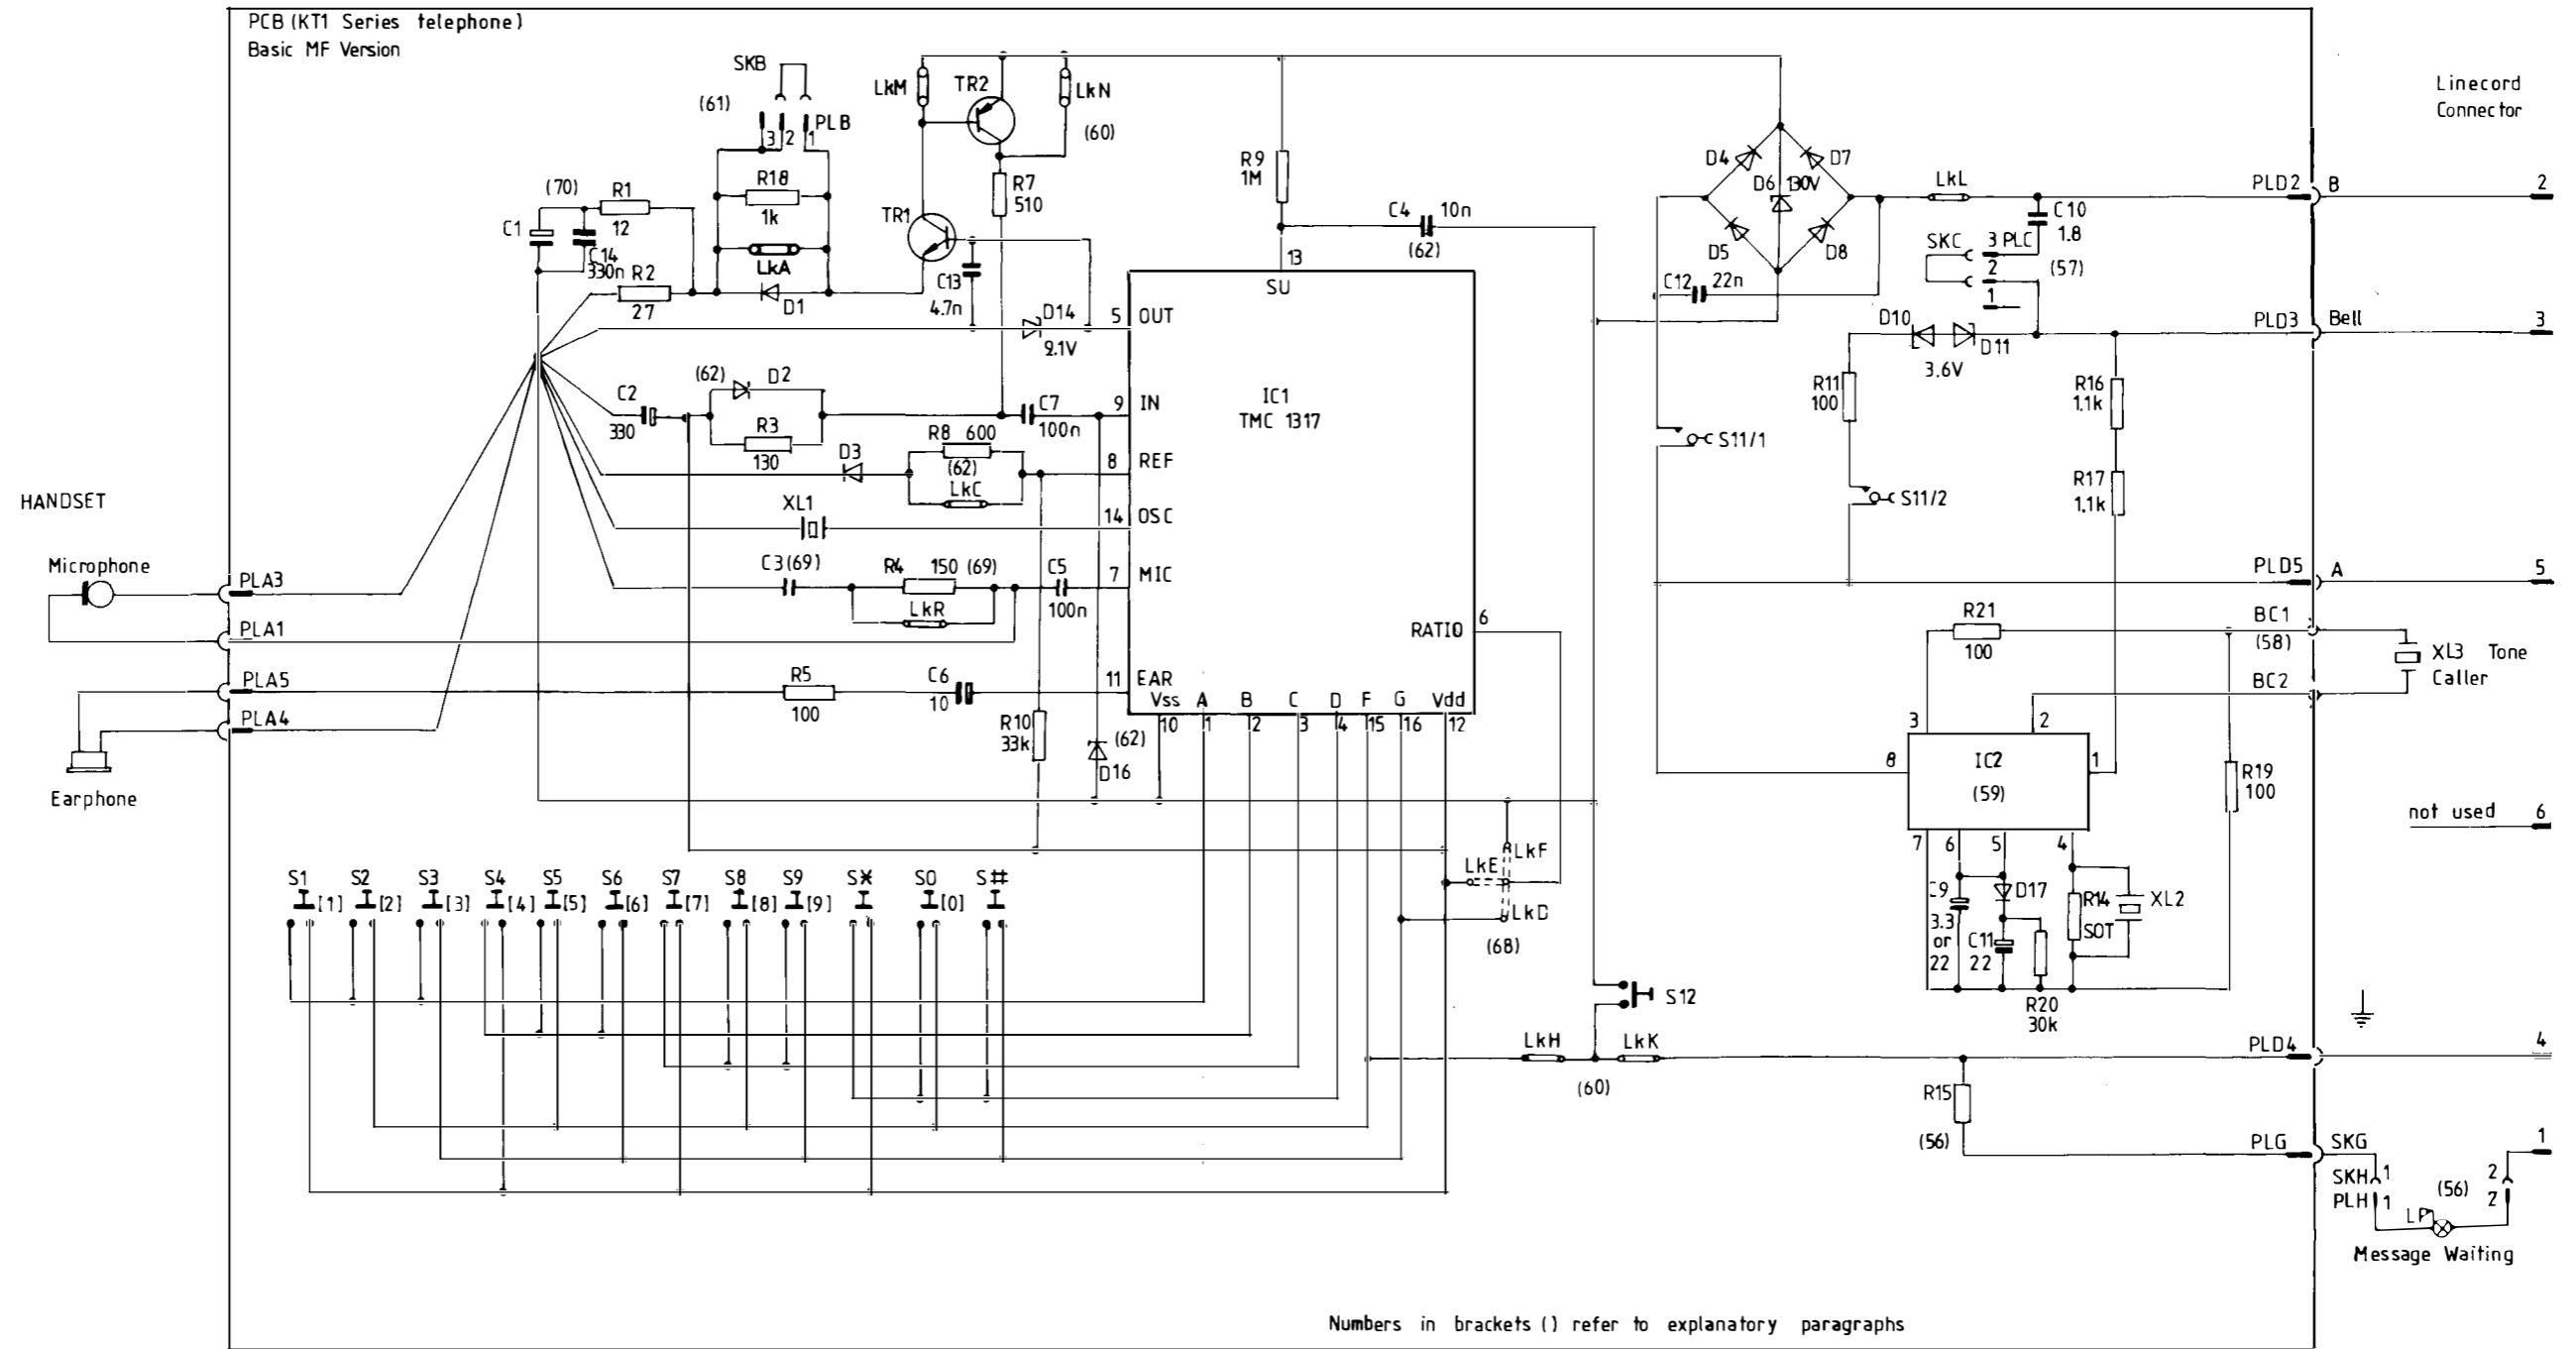 PCB (KT1 Series telephone)
Basic MF Version
SKB
(61)
3 2 1
PLB
LkM
TR2
LkN
(60)
R18
1k
LkA
D1
(70)
R1
12
C1
C14
330n
R2
27
TR1
R7
510
C13
4.7n
D14
9.1V
R9
1M
C4
10n
(62)
13
SU
5
OUT
9
IN
8
REF
14
OSC
7
MIC
11
EAR
IC1
TMC 1317
RATIO
6
Vss A B C D F G Vdd
10 1 2 3 4 15 16 12
(62)
D2
C2
330
R3
130
C7
100n
D3
R8 600
(62)
LkC
XL1
C3 (69)
R4 150 (69)
LkR
C5
100n
R5
100
C6
10
R10
33k
(62)
D16
HANDSET
Microphone
PLA3
PLA1
PLA5
PLA4
Earphone
D4
D7
D6 130V
D5
D8
C12 22n
LkL
C10
1.8
SKC
3 PLC
2
1
(57)
D10
D11
3.6V
R11
100
S11/1
S11/2
R16
1.1k
R17
1.1k
Linecord
Connector
PLD2 B 2
PLD3 Bell 3
PLD5 A 5
R21
100
BC1
(58)
BC2
XL3 Tone
Caller
3
2
8
1
IC2
(59)
7 6 5 4
R19
100
not used 6
C9
3.3
or
22
D17
C11
22
R14
SOT
XL2
R20
30k
LkE
LkF
LkD
(68)
S12
LkH
LkK
(60)
PLD4 4
R15
(56)
PLG SKG
SKH 1
PLH 1
LP
(56)
2
2
1
Message Waiting
S1 S2 S3 S4 S5 S6 S7 S8 S9 S* S0 S#
[1] [2] [3] [4] [5] [6] [7] [8] [9] [0]
Numbers in brackets () refer to explanatory paragraphs